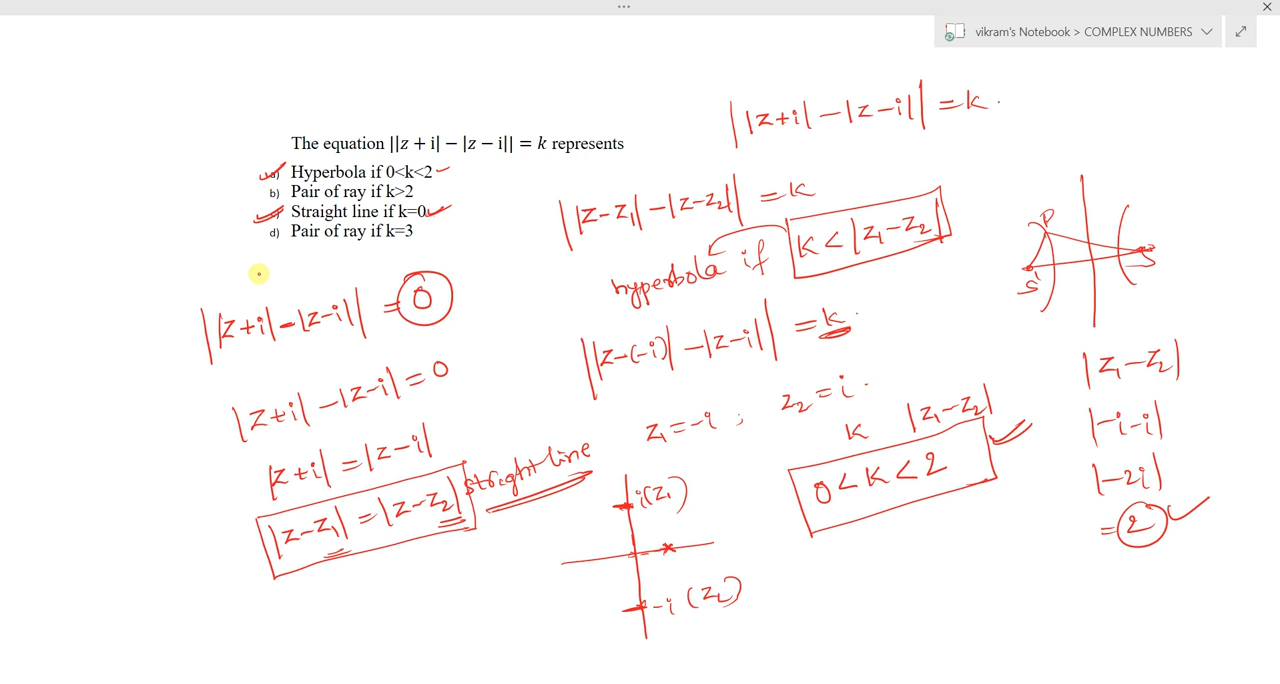 vikram's Notebook > COMPLEX NUMBERS
||z+i| - |z-i|| = k.
The equation ||z + i| − |z − i|| = k represents
a) Hyperbola if 0<k<2
b) Pair of ray if k>2
c) Straight line if k=0
d) Pair of ray if k=3
||z-z₁| - |z-z₂|| = k
hyperbola if k < |z₁-z₂|
P
S'
S
||z+i| - |z-i|| = 0
||z-(-i)| - |z-i|| = k.
|z+i| - |z-i| = 0
z₁ = -i ; z₂ = i.
|z₁-z₂|
|z+i| = |z-i|
k |z₁-z₂|
|-i-i|
|z-z₁| = |z-z₂| straight line
0 < k < 2
|-2i|
i(z₁)
= 2
-i (z₂)